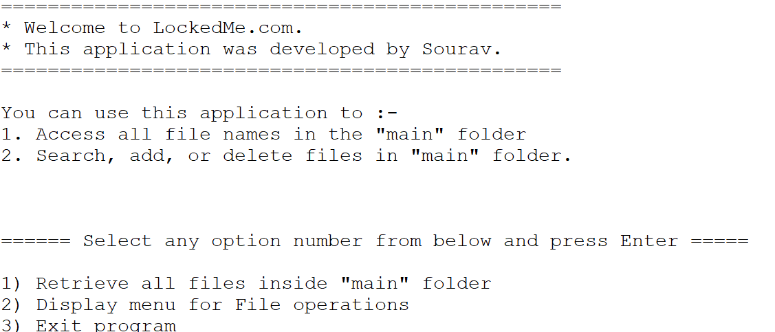 ================================================
* Welcome to LockedMe.com.
* This application was developed by Sourav.
================================================
You can use this application to :-
1. Access all file names in the "main" folder
2. Search, add, or delete files in "main" folder.
====== Select any option number from below and press Enter =====
1) Retrieve all files inside "main" folder
2) Display menu for File operations
3) Exit program